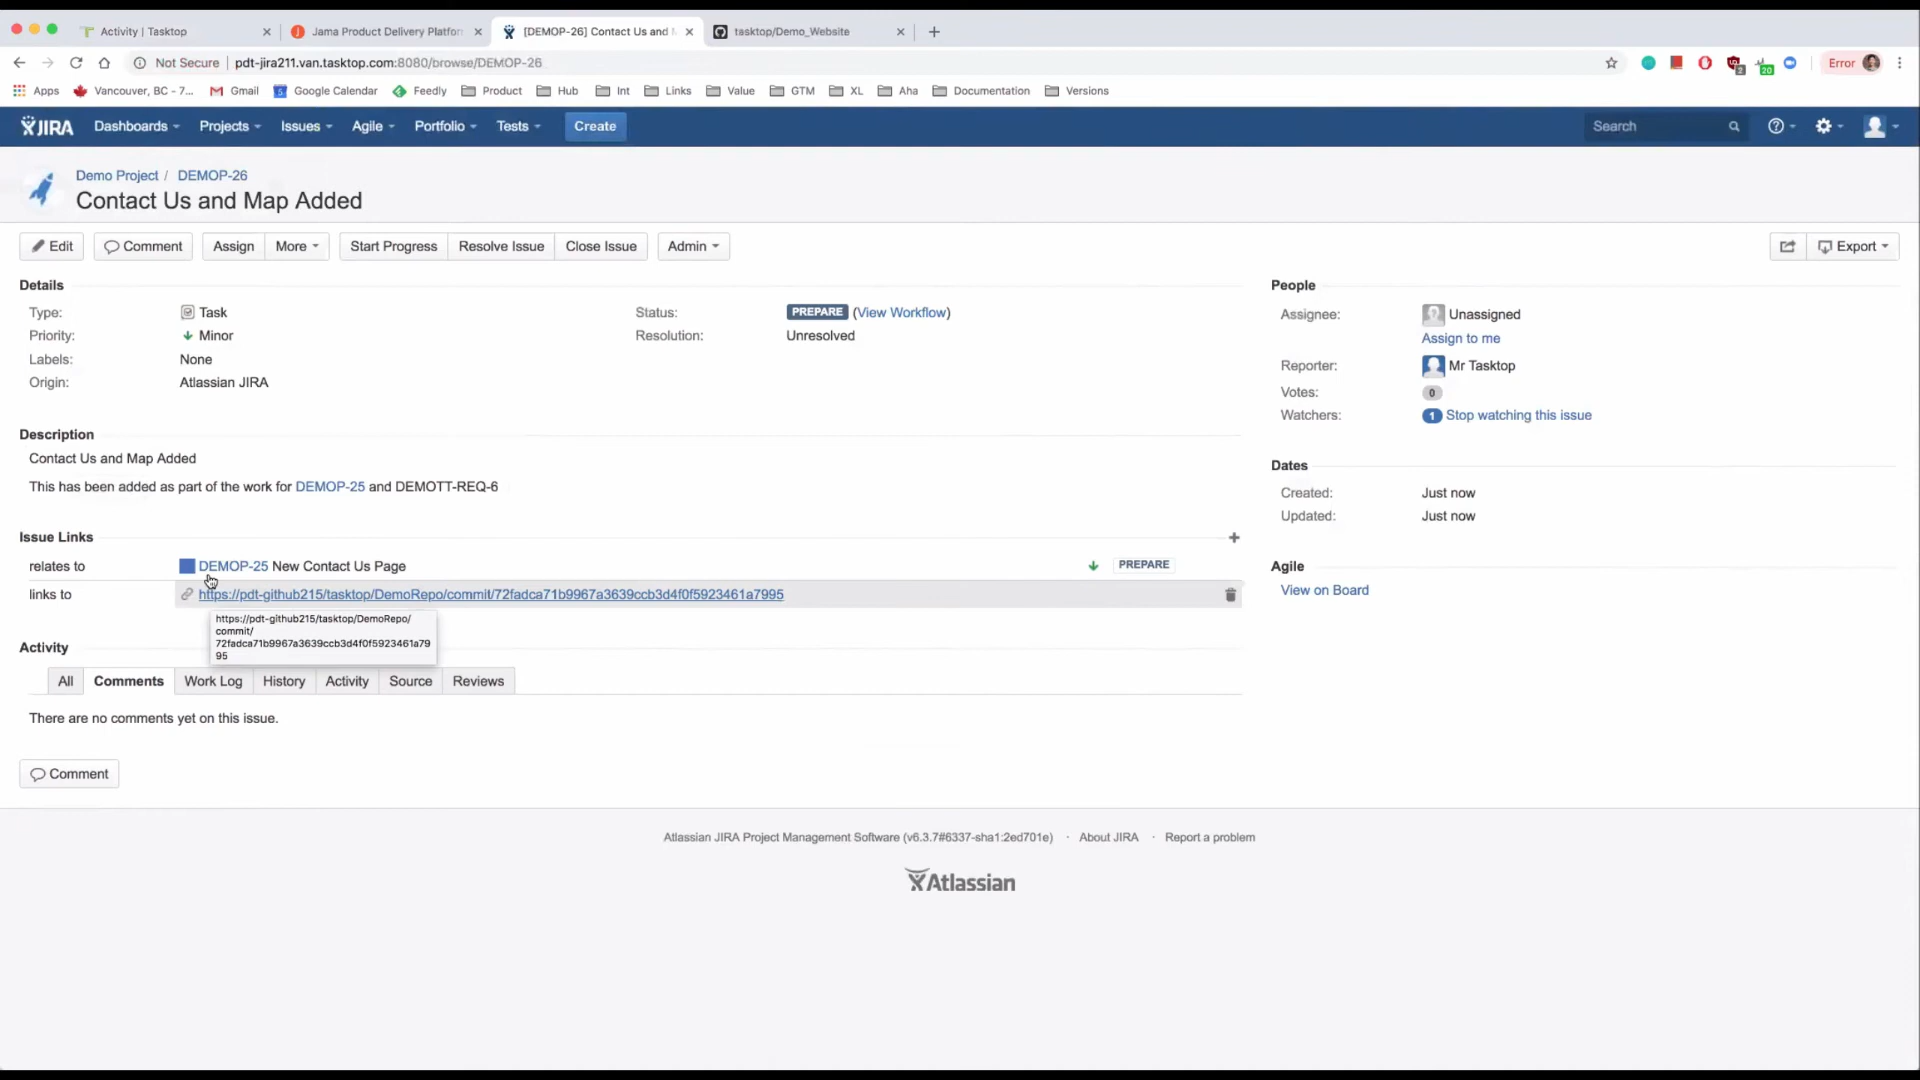 Activity | Tasktop
Jama Product Delivery Platfor
[DEMOP-26] Contact Us and M
tasktop/Demo_Website
Not Secure
pdt-jira211.van.tasktop.com:8080/browse/DEMOP-26
2
20
Error
Apps
Vancouver, BC - 7...
Gmail
Google Calendar
Feedly
Product
Hub
Int
Links
Value
GTM
XL
Aha
Documentation
Versions
JIRA
Dashboards
Projects
Issues
Agile
Portfolio
Tests
Create
Search
Demo Project / DEMOP-26
Contact Us and Map Added
Edit
Comment
Assign
More
Start Progress
Resolve Issue
Close Issue
Admin
Export
Details
Type: Task
Priority: Minor
Labels: None
Origin: Atlassian JIRA
Status: PREPARE (View Workflow)
Resolution: Unresolved
Description
Contact Us and Map Added
This has been added as part of the work for DEMOP-25 and DEMOTT-REQ-6
Issue Links
relates to DEMOP-25 New Contact Us Page PREPARE
links to https://pdt-github215/tasktop/DemoRepo/commit/72fadca71b9967a3639ccb3d4f0f5923461a7995
https://pdt-github215/tasktop/DemoRepo/
commit/
72fadca71b9967a3639ccb3d4f0f5923461a79
95
Activity
All
Comments
Work Log
History
Activity
Source
Reviews
There are no comments yet on this issue.
Comment
People
Assignee: Unassigned
Assign to me
Reporter: Mr Tasktop
Votes: 0
Watchers: 1 Stop watching this issue
Dates
Created: Just now
Updated: Just now
Agile
View on Board
Atlassian JIRA Project Management Software (v6.3.7#6337-sha1:2ed701e) · About JIRA · Report a problem
Atlassian